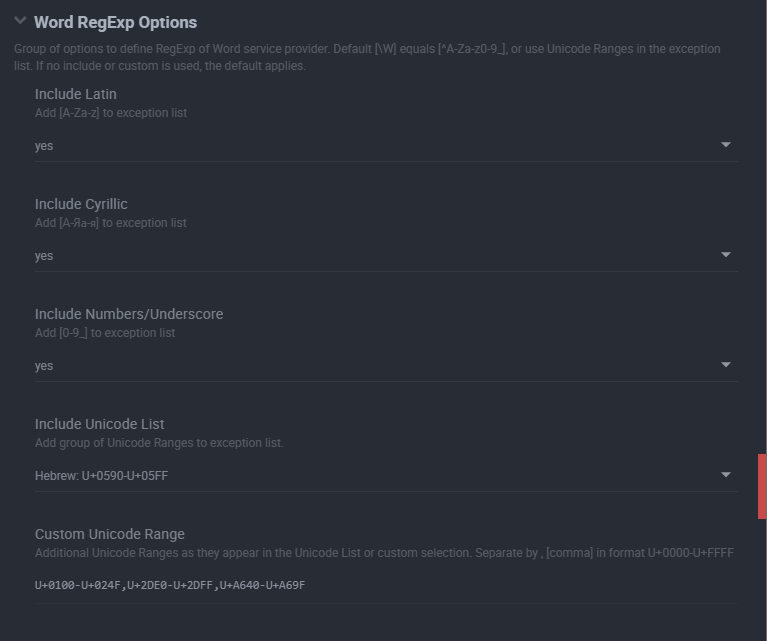 Word RegExp Options
Group of options to define RegExp of Word service provider. Default [\W] equals [^A-Za-z0-9_], or use Unicode Ranges in the exception
list. If no include or custom is used, the default applies.
Include Latin
Add [A-Za-z] to exception list
yes
Include Cyrillic
Add [А-Яа-я] to exception list
yes
Include Numbers/Underscore
Add [0-9_] to exception list
yes
Include Unicode List
Add group of Unicode Ranges to exception list.
Hebrew: U+0590-U+05FF
Custom Unicode Range
Additional Unicode Ranges as they appear in the Unicode List or custom selection. Separate by , [comma] in format U+0000-U+FFFF
U+0100-U+024F,U+2DE0-U+2DFF,U+A640-U+A69F